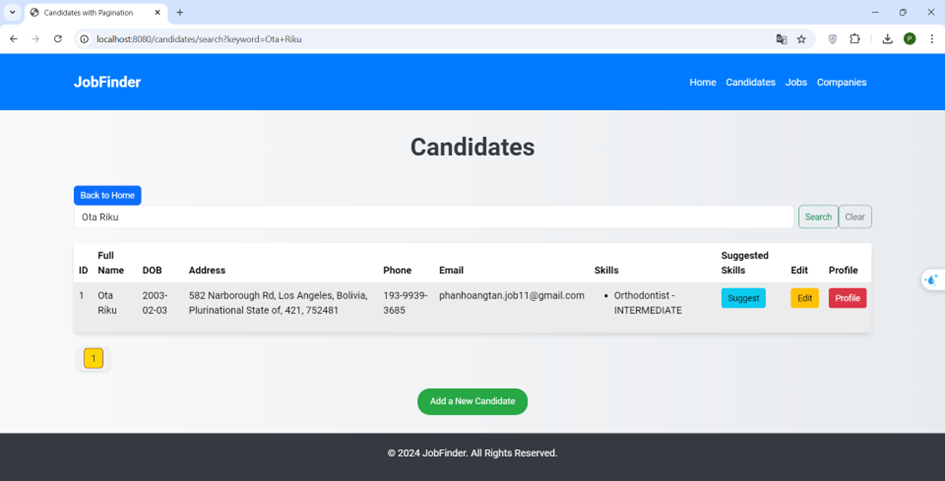 Candidates with Pagination
localhost:8080/candidates/search?keyword=Ota+Riku
P
JobFinder
Home Candidates Jobs Companies
Candidates
Back to Home
Ota Riku Search Clear
ID Full Name DOB Address Phone Email Skills Suggested Skills Edit Profile
1 Ota Riku 2003-02-03 582 Narborough Rd, Los Angeles, Bolivia, Plurinational State of, 421, 752481 193-9939-3685 phanhoangtan.job11@gmail.com • Orthodontist - INTERMEDIATE Suggest Edit Profile
1
Add a New Candidate
© 2024 JobFinder. All Rights Reserved.